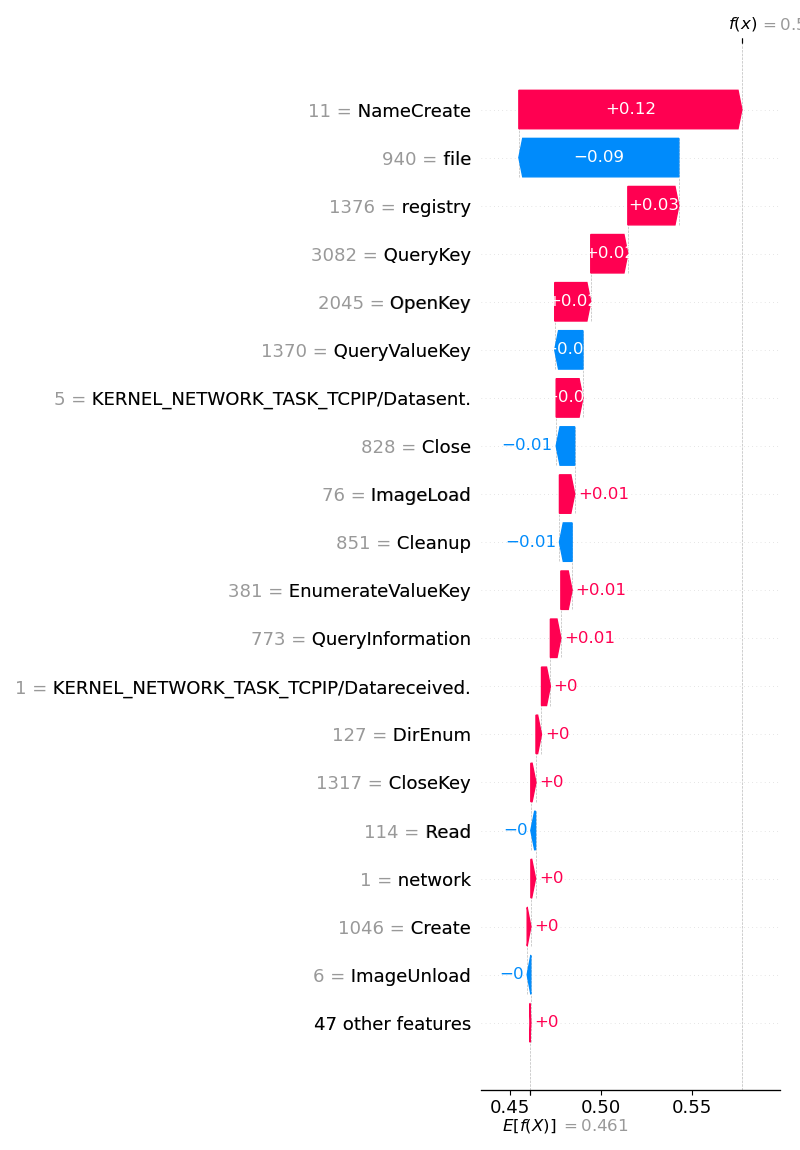 f(x) = 0.5
11 = NameCreate +0.12
940 = file −0.09
1376 = registry +0.03
3082 = QueryKey +0.02
2045 = OpenKey +0.02
1370 = QueryValueKey
5 = KERNEL_NETWORK_TASK_TCPIP/Datasent.
828 = Close −0.01
76 = ImageLoad +0.01
851 = Cleanup −0.01
381 = EnumerateValueKey +0.01
773 = QueryInformation +0.01
1 = KERNEL_NETWORK_TASK_TCPIP/Datareceived. +0
127 = DirEnum +0
1317 = CloseKey +0
114 = Read −0
1 = network +0
1046 = Create +0
6 = ImageUnload −0
47 other features +0
0.45 0.50 0.55
E[f(X)] = 0.461